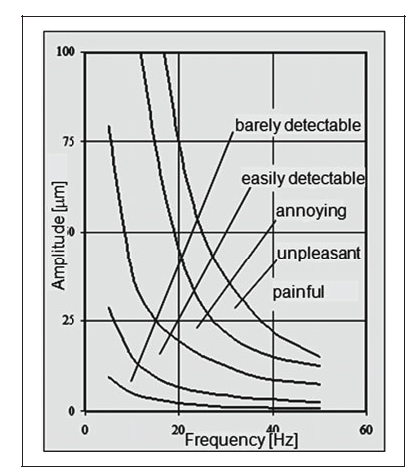 100
barely detectable
75
easily detectable
annoying
Amplitude [μm]
unpleasant
painful
25
0
0 20 40 60
Frequency [Hz]